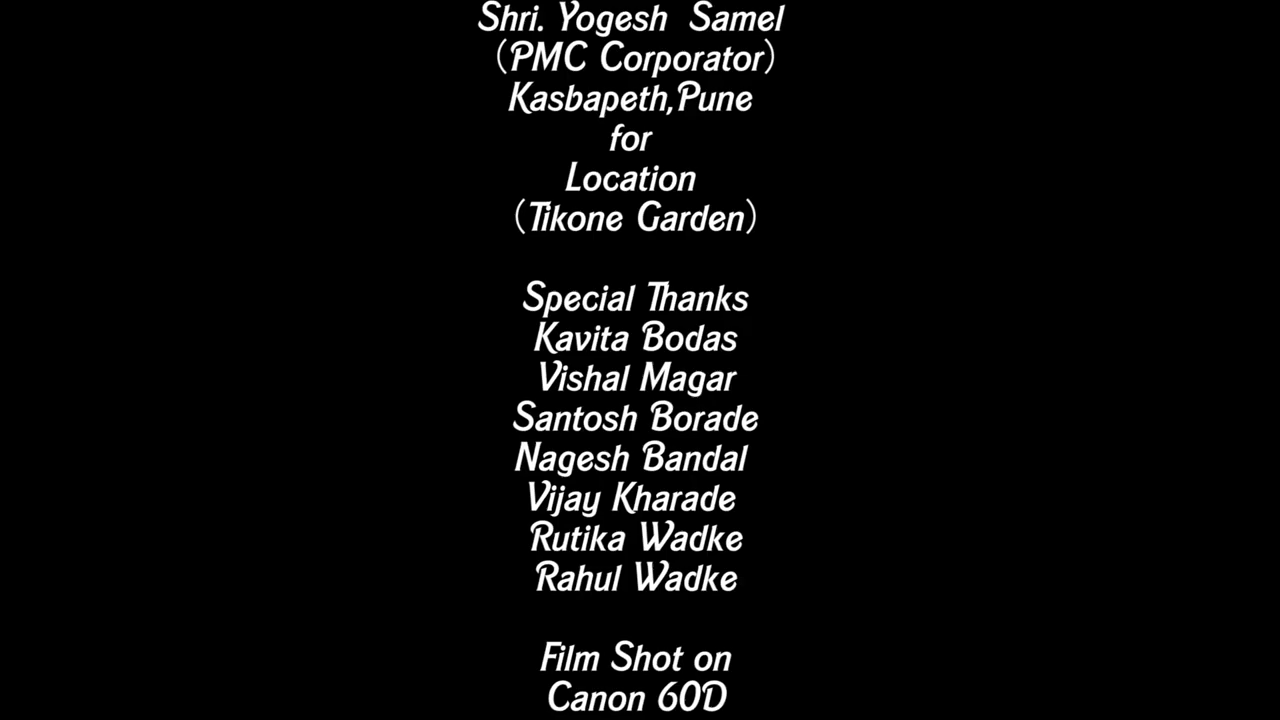 Shri. Yogesh Samel
(PMC Corporator)
Kasbapeth,Pune
for
Location
(Tikone Garden)
Special Thanks
Kavita Bodas
Vishal Magar
Santosh Borade
Nagesh Bandal
Vijay Kharade
Rutika Wadke
Rahul Wadke
Film Shot on
Canon 60D